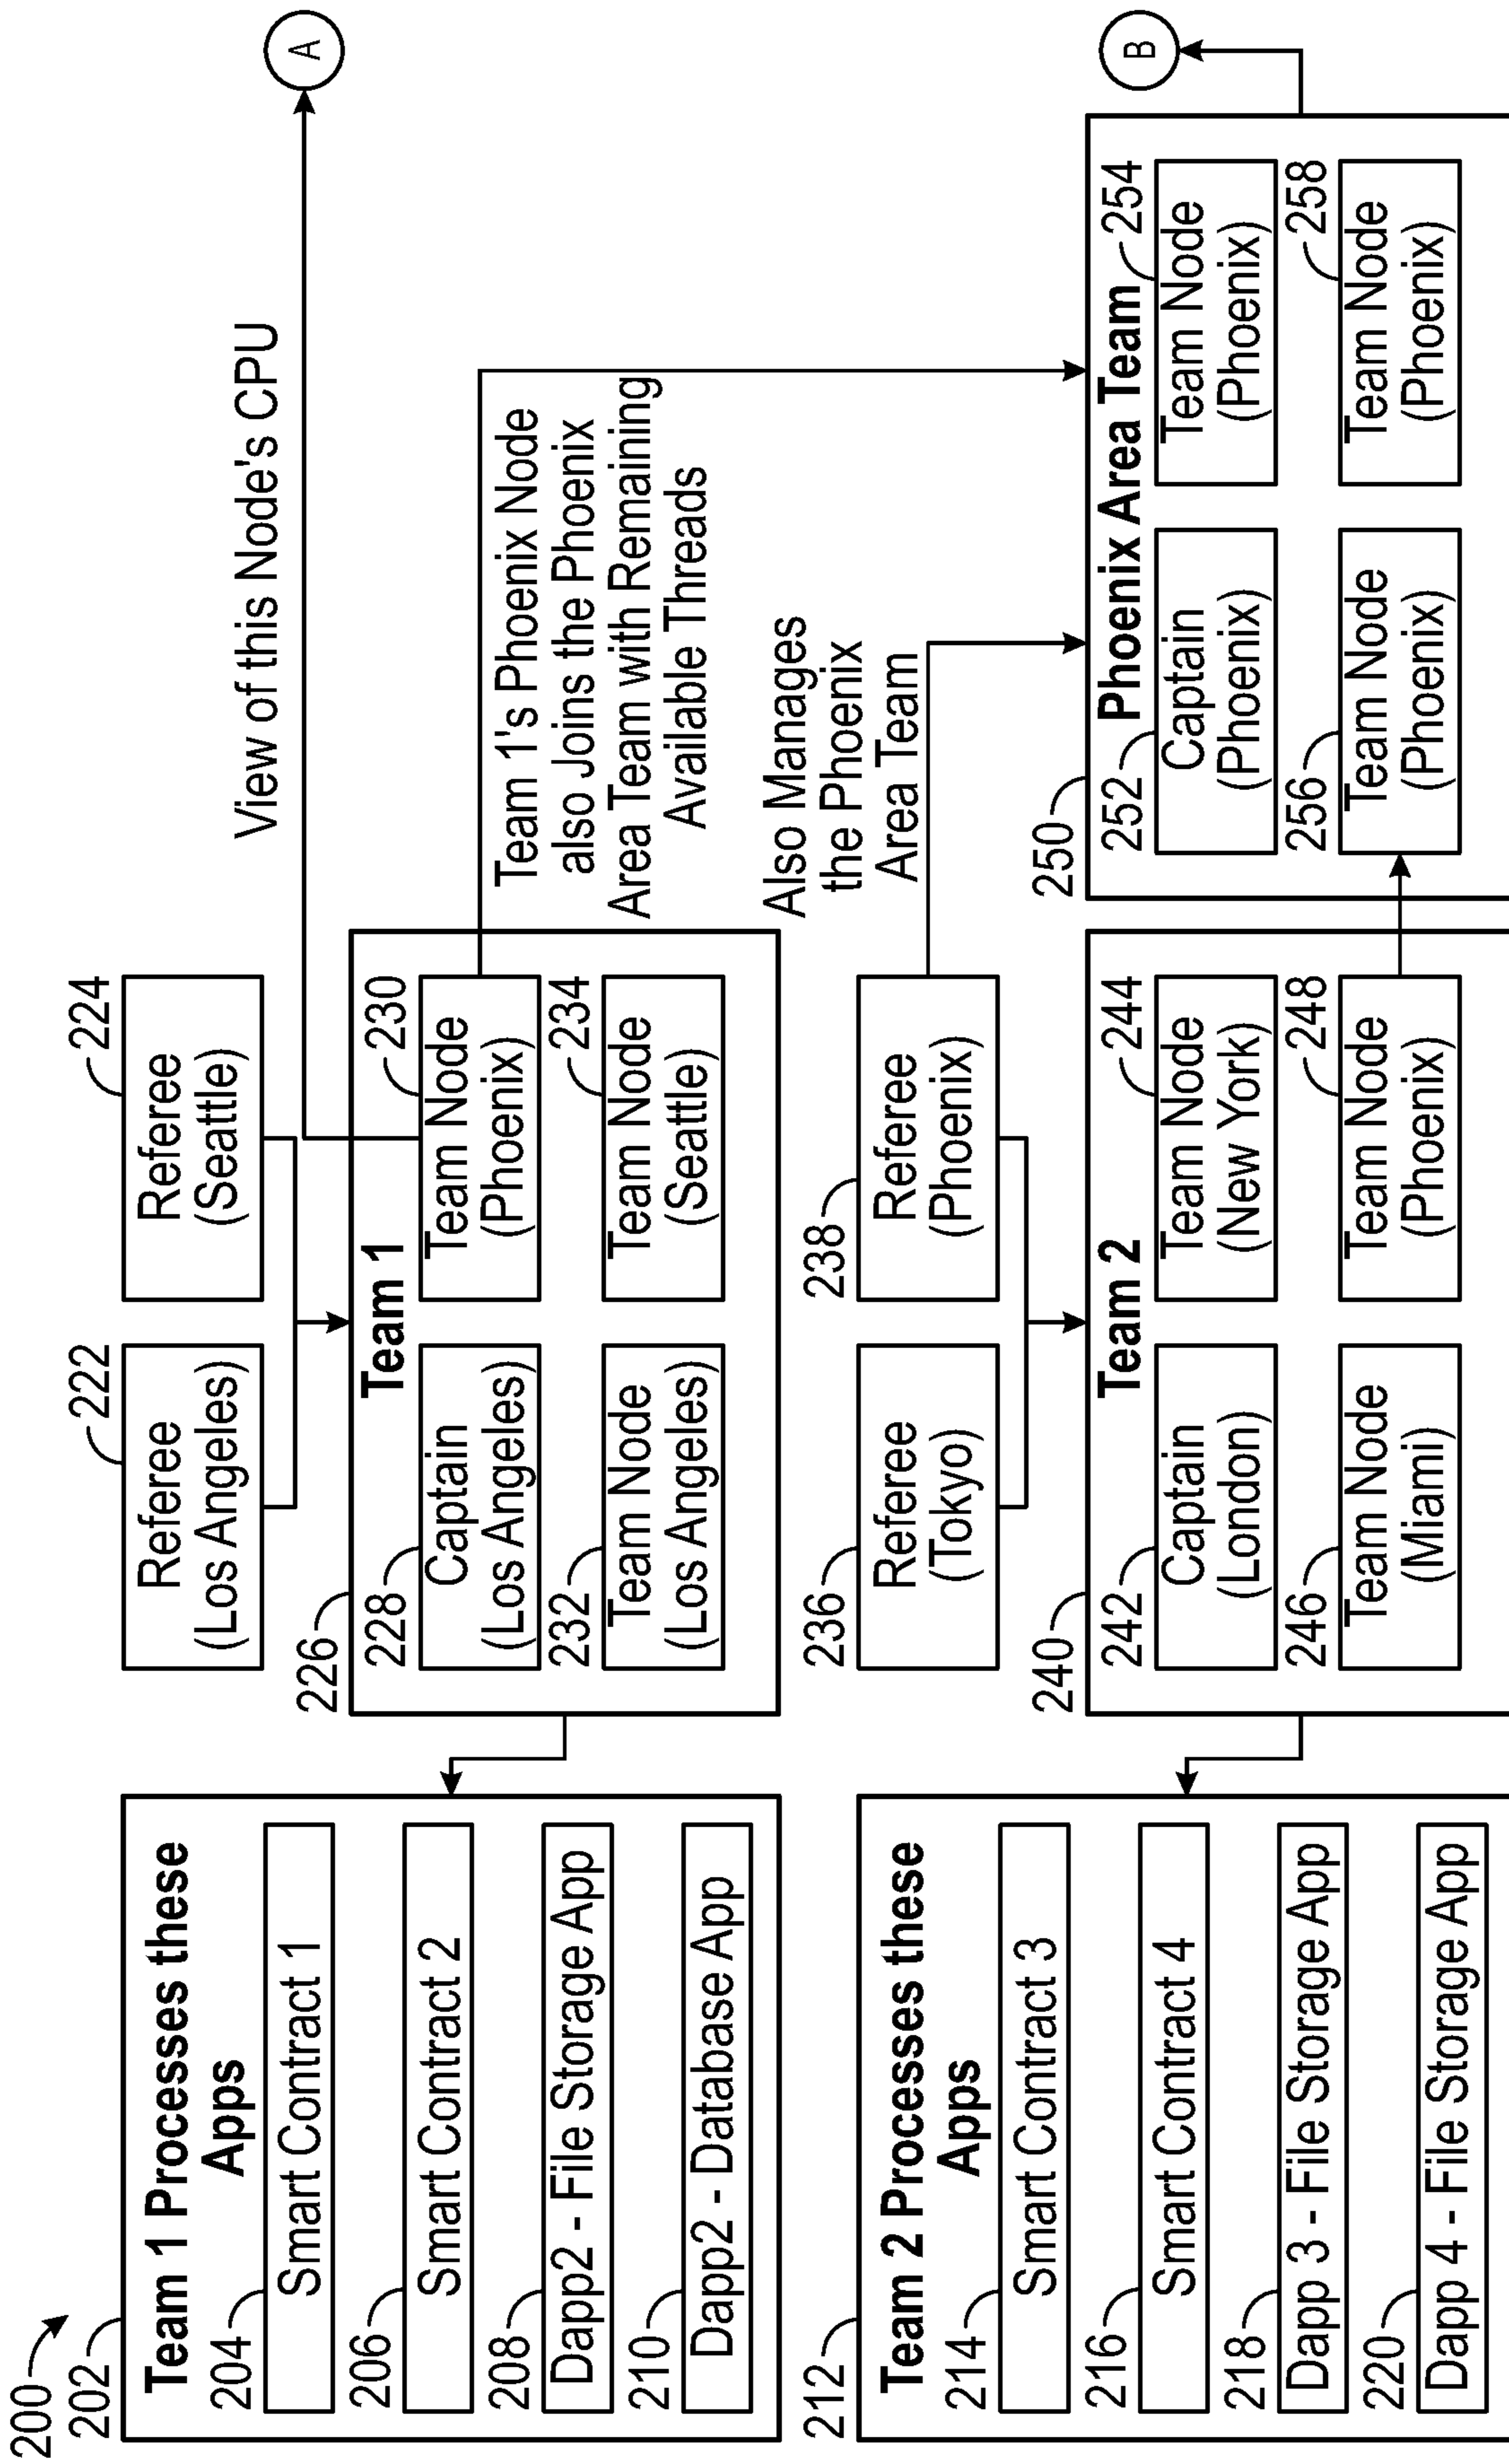 200
202
Team 1 Processes these
Apps
204
Smart Contract 1
206
Smart Contract 2
208
Dapp2 - File Storage App
210
Dapp2 - Database App
212
Team 2 Processes these
Apps
214
Smart Contract 3
216
Smart Contract 4
218
Dapp 3 - File Storage App
220
Dapp 4 - File Storage App
222
Referee
(Los Angeles)
224
Referee
(Seattle)
226
Team 1
228
Captain
(Los Angeles)
230
Team Node
(Phoenix)
232
Team Node
(Los Angeles)
234
Team Node
(Seattle)
236
Referee
(Tokyo)
238
Referee
(Phoenix)
240
Team 2
242
Captain
(London)
244
Team Node
(New York)
246
Team Node
(Miami)
248
Team Node
(Phoenix)
View of this Node's CPU
A
Team 1's Phoenix Node
also Joins the Phoenix
Area Team with Remaining
Available Threads
Also Manages
the Phoenix
Area Team
250
Phoenix Area Team
252
Captain
(Phoenix)
254
Team Node
(Phoenix)
256
Team Node
(Phoenix)
258
Team Node
(Phoenix)
B